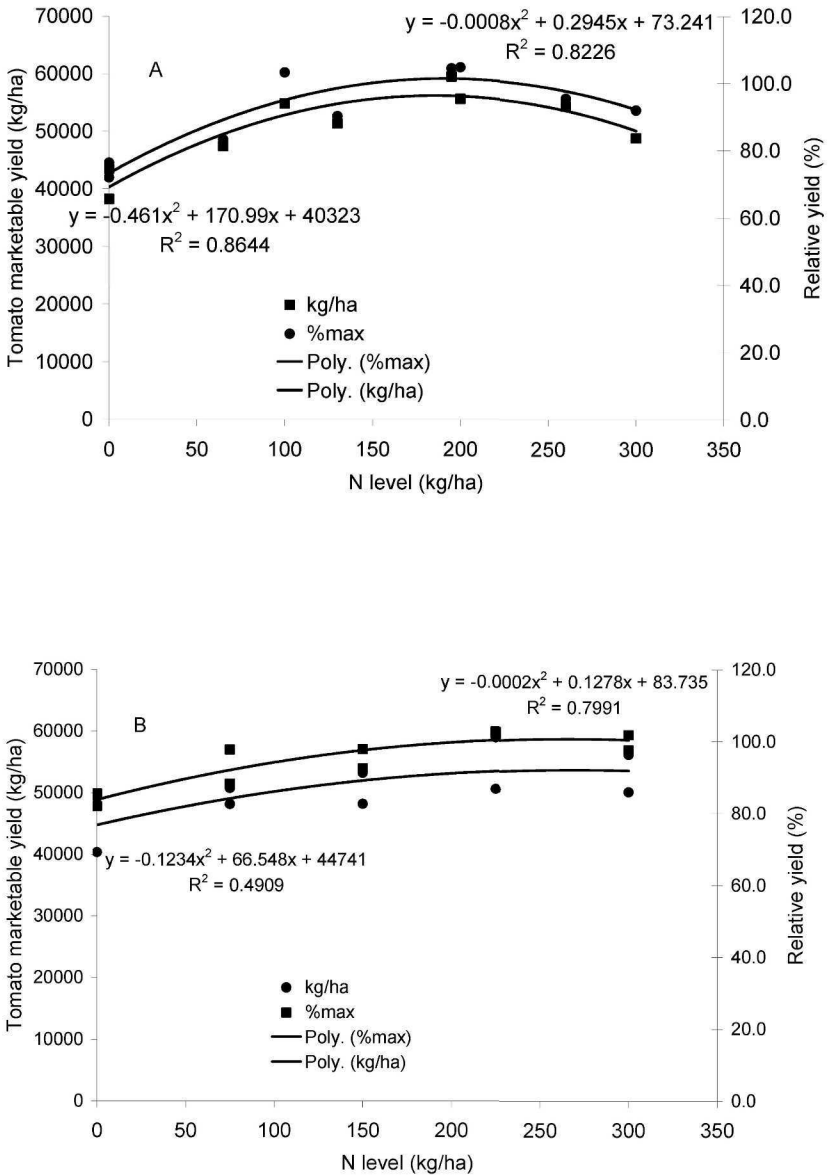 70000
60000
50000
40000
30000
20000
10000
0
Tomato marketable yield (kg/ha)
A
y = -0.0008x² + 0.2945x + 73.241
R² = 0.8226
y = -0.461x² + 170.99x + 40323
R² = 0.8644
kg/ha
%max
Poly. (%max)
Poly. (kg/ha)
120.0
100.0
80.0
60.0
40.0
20.0
0.0
Relative yield (%)
0 50 100 150 200 250 300 350
N level (kg/ha)
70000
60000
50000
40000
30000
20000
10000
0
Tomato marketable yield (kg/ha)
B
y = -0.0002x² + 0.1278x + 83.735
R² = 0.7991
y = -0.1234x² + 66.548x + 44741
R² = 0.4909
kg/ha
%max
Poly. (%max)
Poly. (kg/ha)
120.0
100.0
80.0
60.0
40.0
20.0
0.0
Relative yield (%)
0 50 100 150 200 250 300 350
N level (kg/ha)